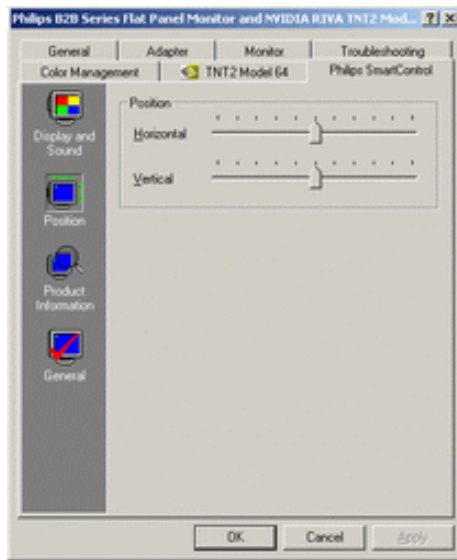 Philips B2B Series Flat Panel Monitor and NVIDIA RIVA TNT2 Mod...
General Adapter Monitor Troubleshooting
Color Management TNT2 Model 64 Philips SmartControl
Display and
Sound
Position
Product
Information
General
Position
Horizontal
Vertical
OK Cancel Apply